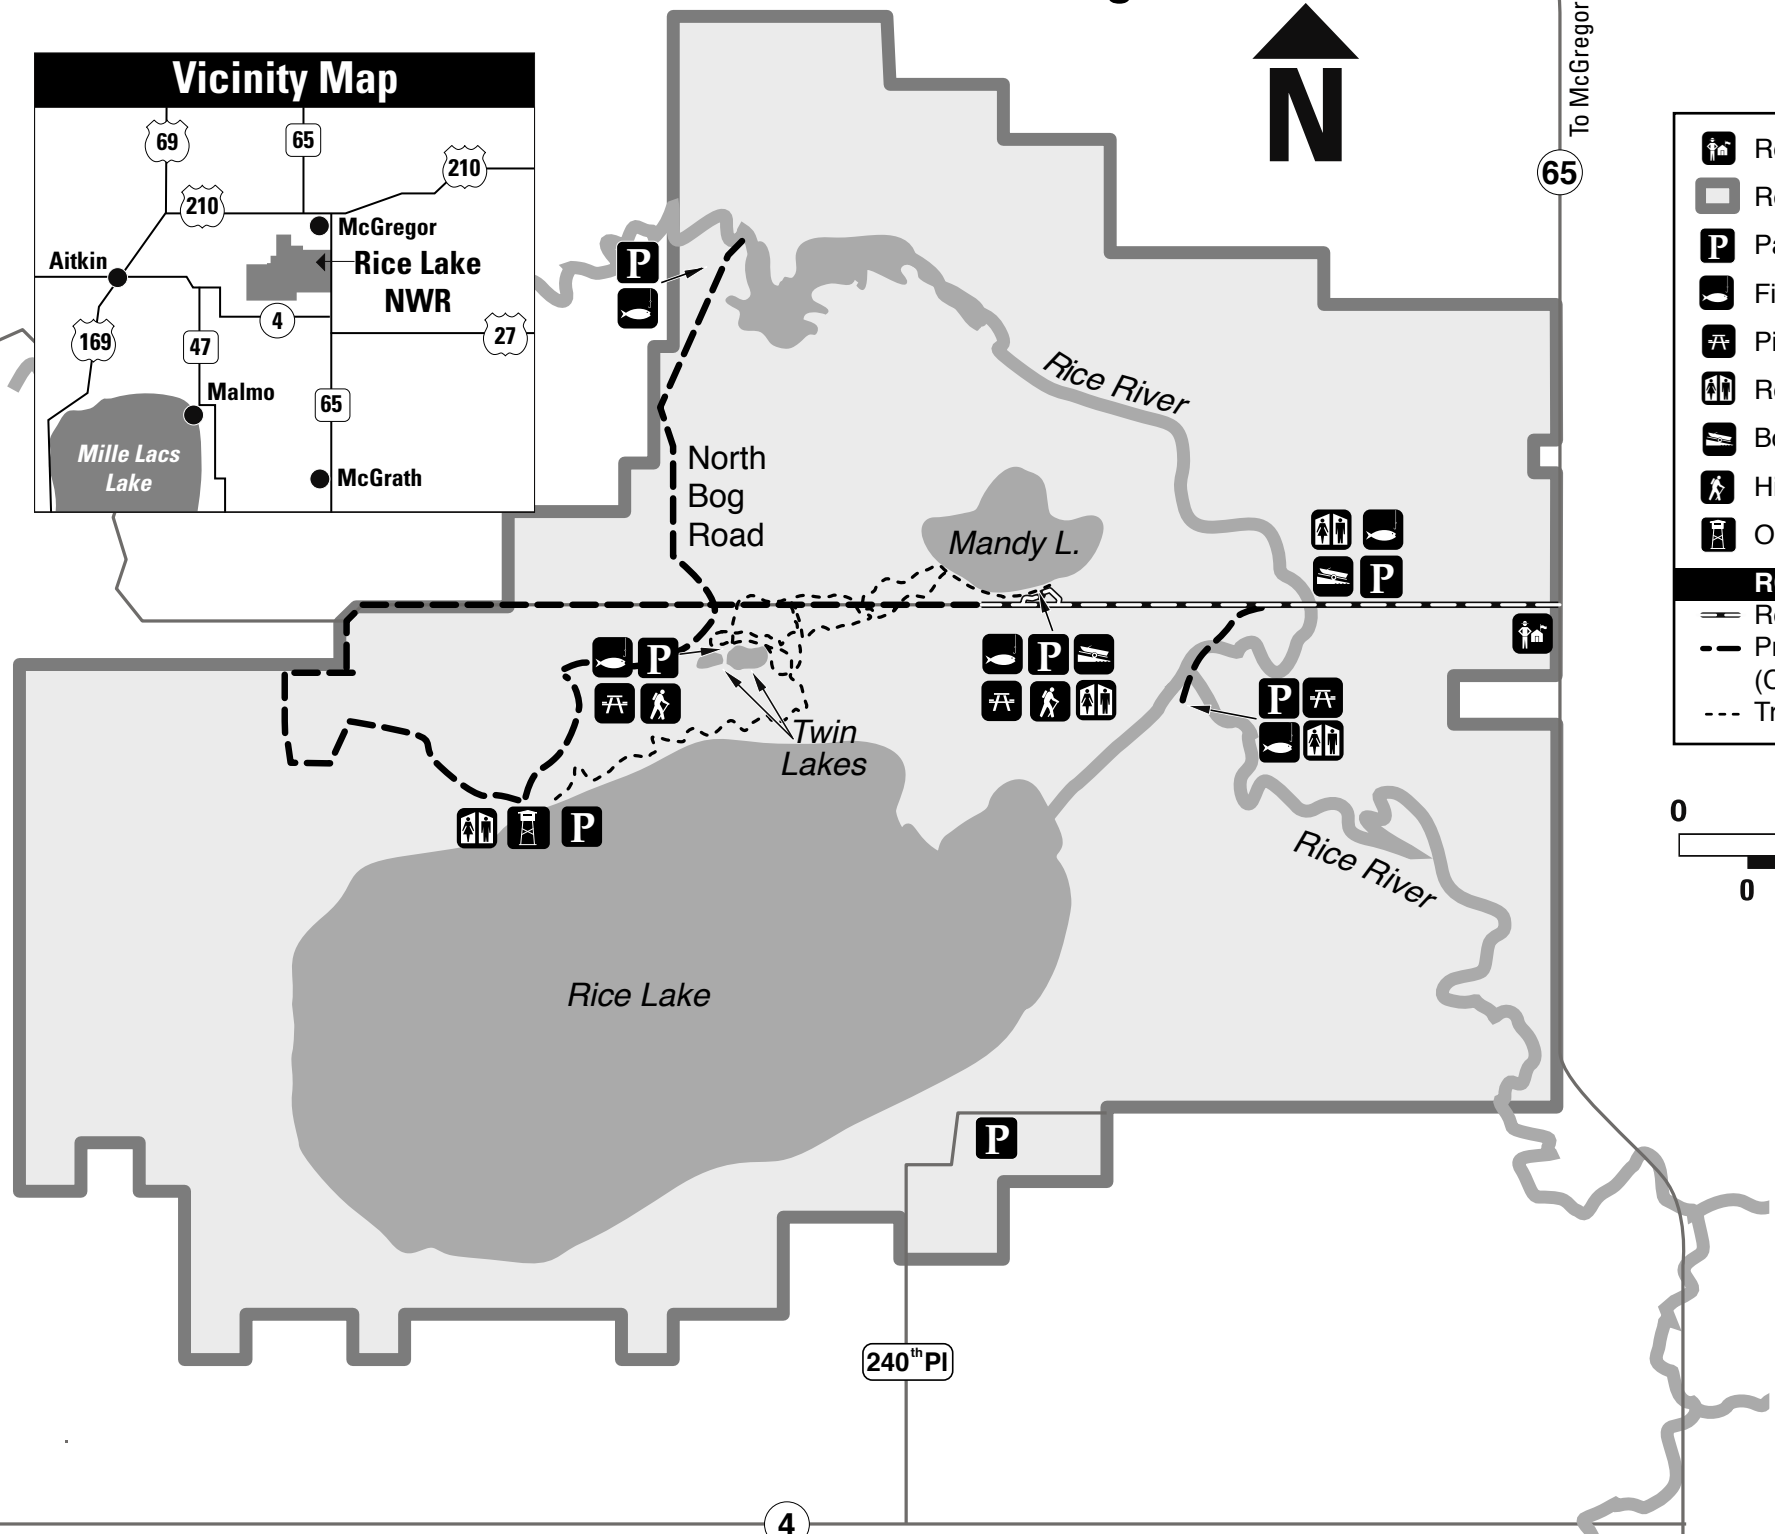 Vicinity Map
69
65
210
210
McGregor
Aitkin
Rice Lake
NWR
4
169
47
27
Malmo
65
Mille Lacs
Lake
McGrath
N
To McGregor
65
P
Rice River
North
Bog
Road
Mandy L.
P
P
P
P
Twin
Lakes
P
Rice River
Rice Lake
P
240th Pl
4
P
R
(
0
0